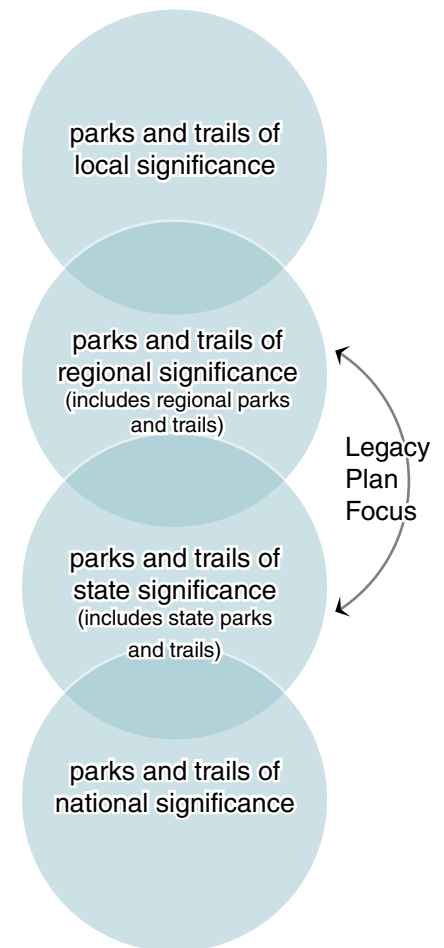 parks and trails of
local significance
parks and trails of
regional significance
(includes regional parks
and trails)
Legacy
Plan
Focus
parks and trails of
state significance
(includes state parks
and trails)
parks and trails of
national significance